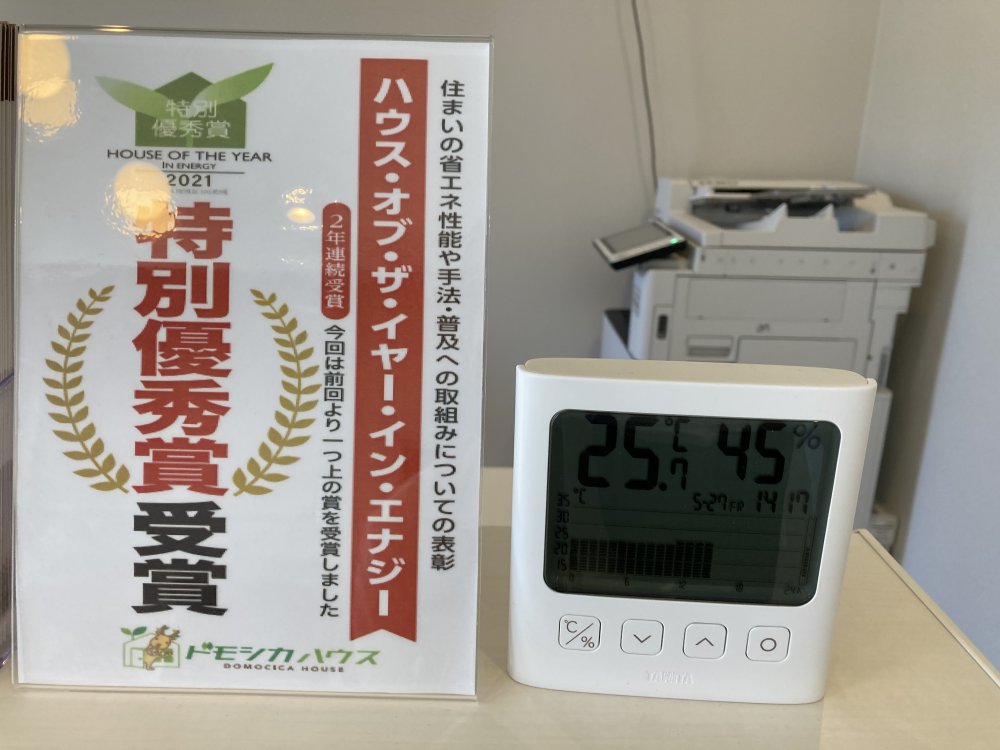 特別
優秀賞
HOUSE OF THE YEAR
IN ENERGY
2021
特別優秀賞受賞
住まいの省エネ性能や手法・普及への取組みについての表彰
ハウス・オブ・ザ・イヤー・イン・エナジー
2年連続受賞
今回は前回より一つ上の賞を受賞しました
ドモシカハウス
DOMOCICA HOUSE
25.7℃ 45%
5-27 FR 14 17
35 ℃
30
25
20
15
0 6 12 18 24
℃/%
TANITA